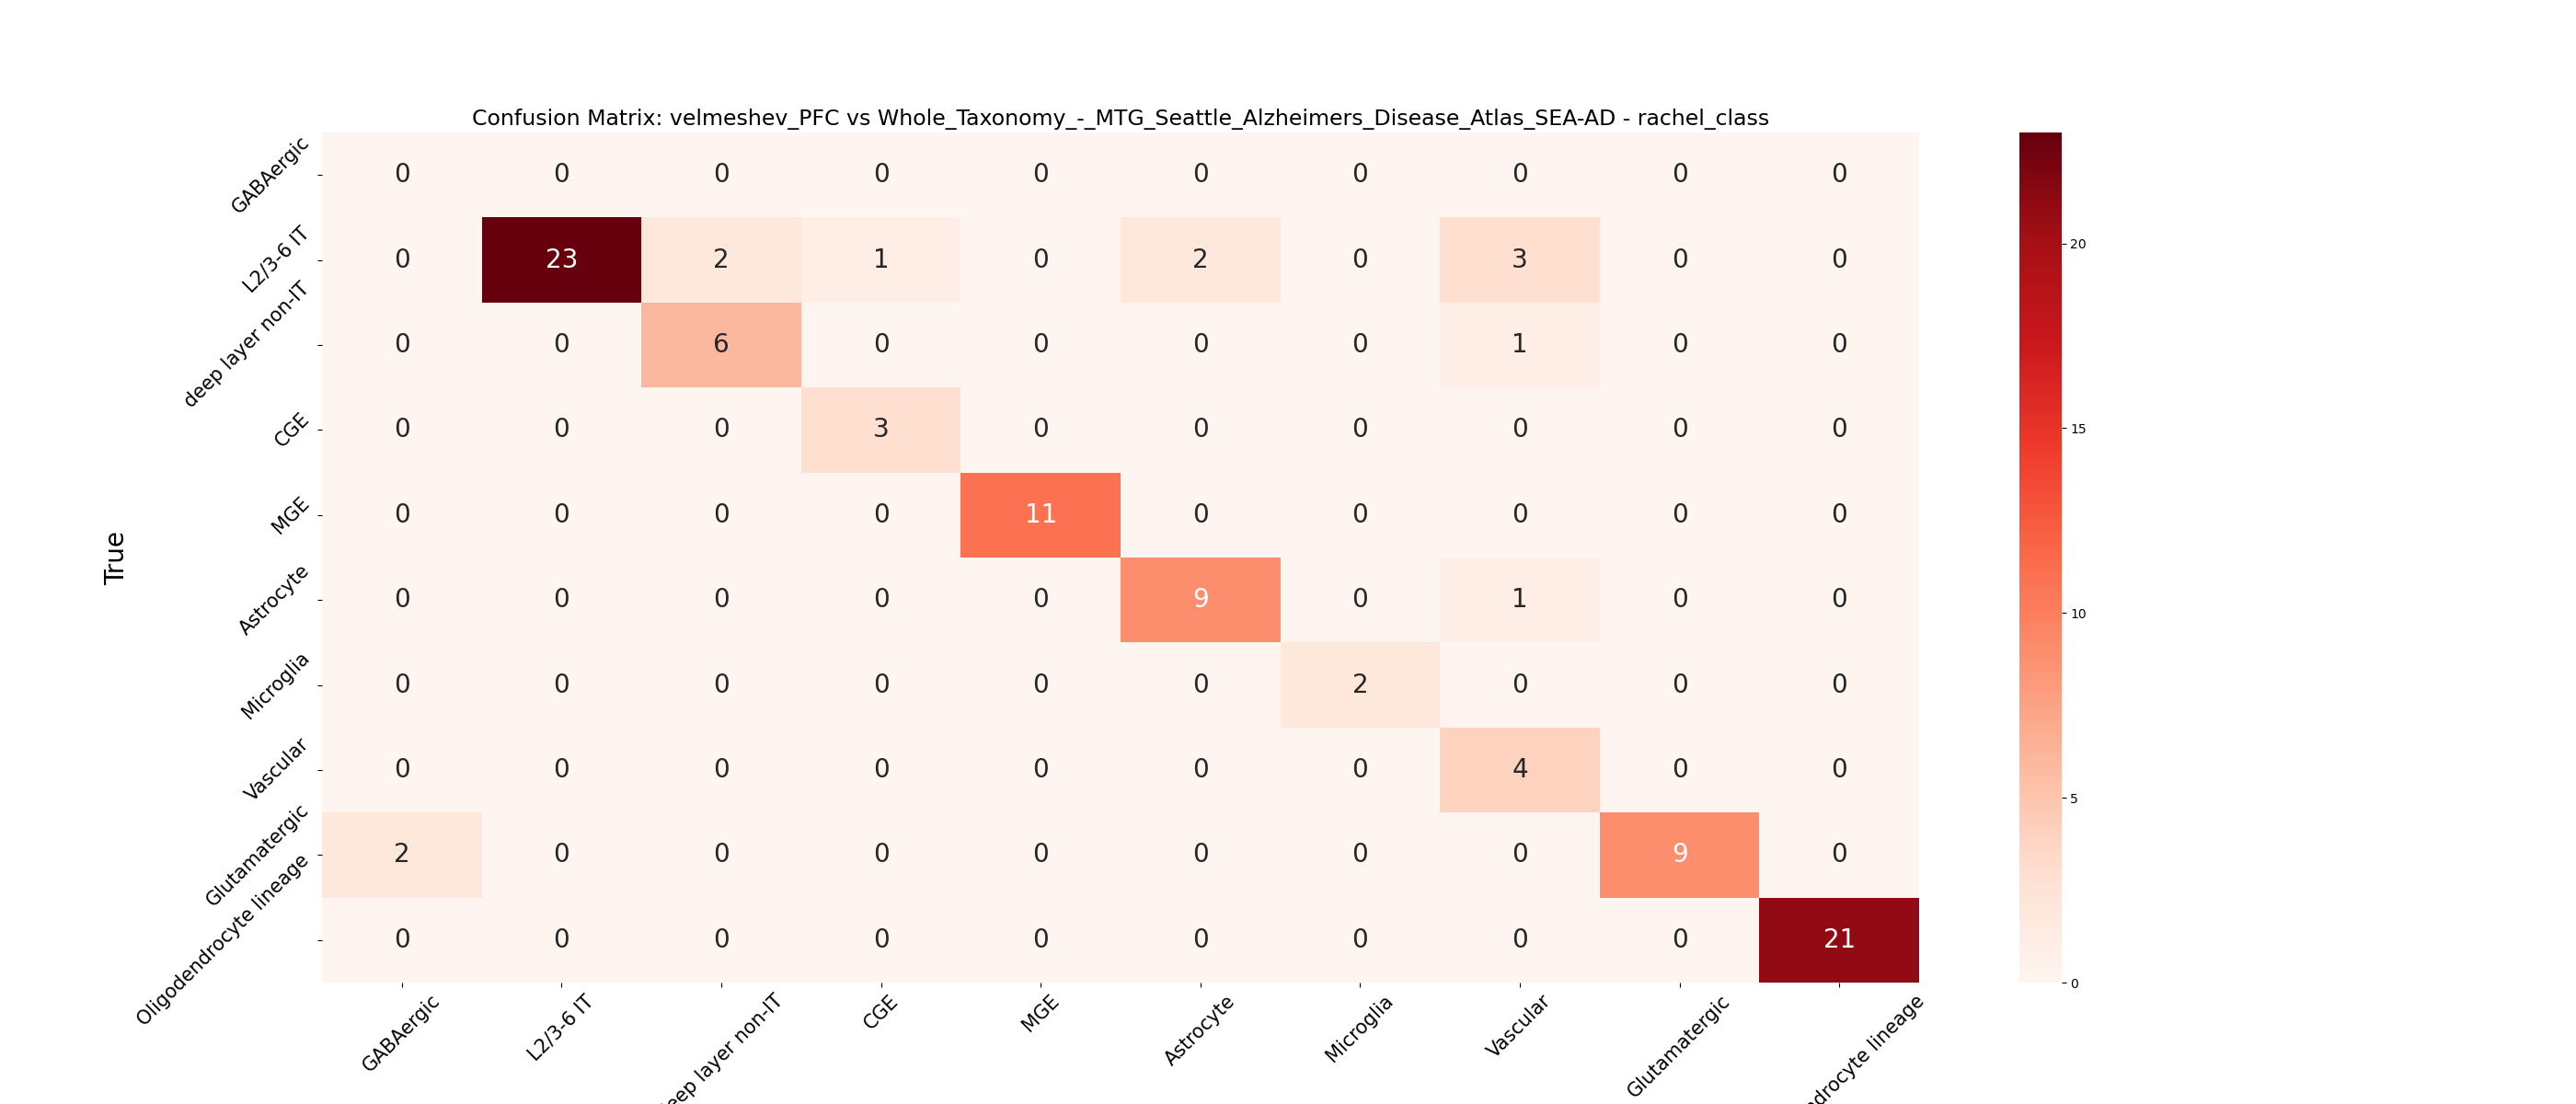 Confusion Matrix: velmeshev_PFC vs Whole_Taxonomy_-_MTG_Seattle_Alzheimers_Disease_Atlas_SEA-AD - rachel_class
True
GABAergic 0 0 0 0 0 0 0 0 0 0
L2/3-6 IT 0 23 2 1 0 2 0 3 0 0
deep layer non-IT 0 0 6 0 0 0 0 1 0 0
CGE 0 0 0 3 0 0 0 0 0 0
MGE 0 0 0 0 11 0 0 0 0 0
Astrocyte 0 0 0 0 0 9 0 1 0 0
Microglia 0 0 0 0 0 0 2 0 0 0
Vascular 0 0 0 0 0 0 0 4 0 0
Glutamatergic 2 0 0 0 0 0 0 0 9 0
Oligodendrocyte lineage 0 0 0 0 0 0 0 0 0 21
GABAergic L2/3-6 IT layer non-IT CGE MGE Astrocyte Microglia Vascular Glutamatergic lineage
20
15
10
5
0